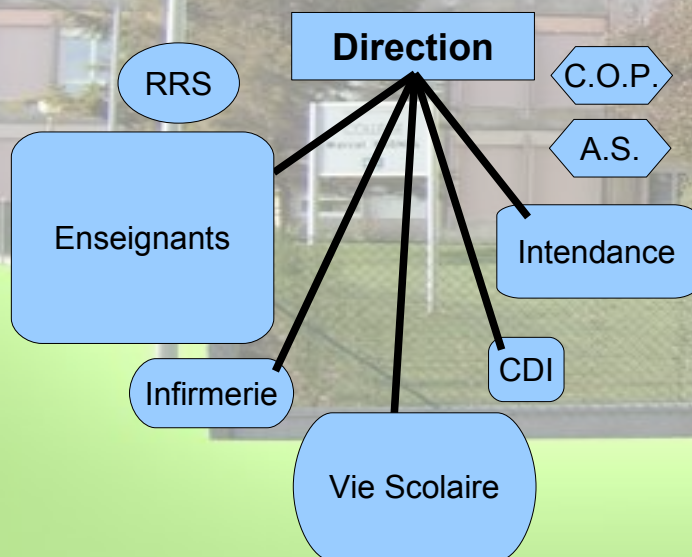 Direction
RRS
C.O.P.
A.S.
Enseignants
Intendance
CDI
Infirmerie
Vie Scolaire